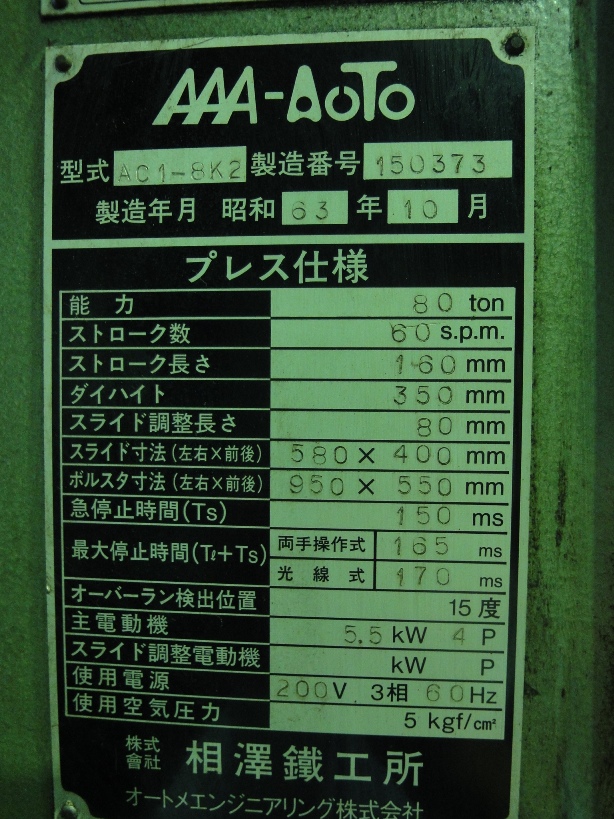 AAA-AoTo
型式 AC1-8K2 製造番号 150373
製造年月 昭和 63 年 10 月
プレス仕様
能力 80 ton
ストローク数 60 s.p.m.
ストローク長さ 160 mm
ダイハイト 350 mm
スライド調整長さ 80 mm
スライド寸法(左右×前後) 580 × 400 mm
ボルスタ寸法(左右×前後) 950 × 550 mm
急停止時間(Ts) 150 ms
最大停止時間(Tℓ+Ts) 両手操作式 165 ms
光線式 170 ms
オーバーラン検出位置 15度
主電動機 5.5 kW 4 P
スライド調整電動機 kW P
使用電源 200V 3相 60Hz
使用空気圧力 5 kgf/cm²
株式會社 相澤鐵工所
オートメエンジニアリング株式会社